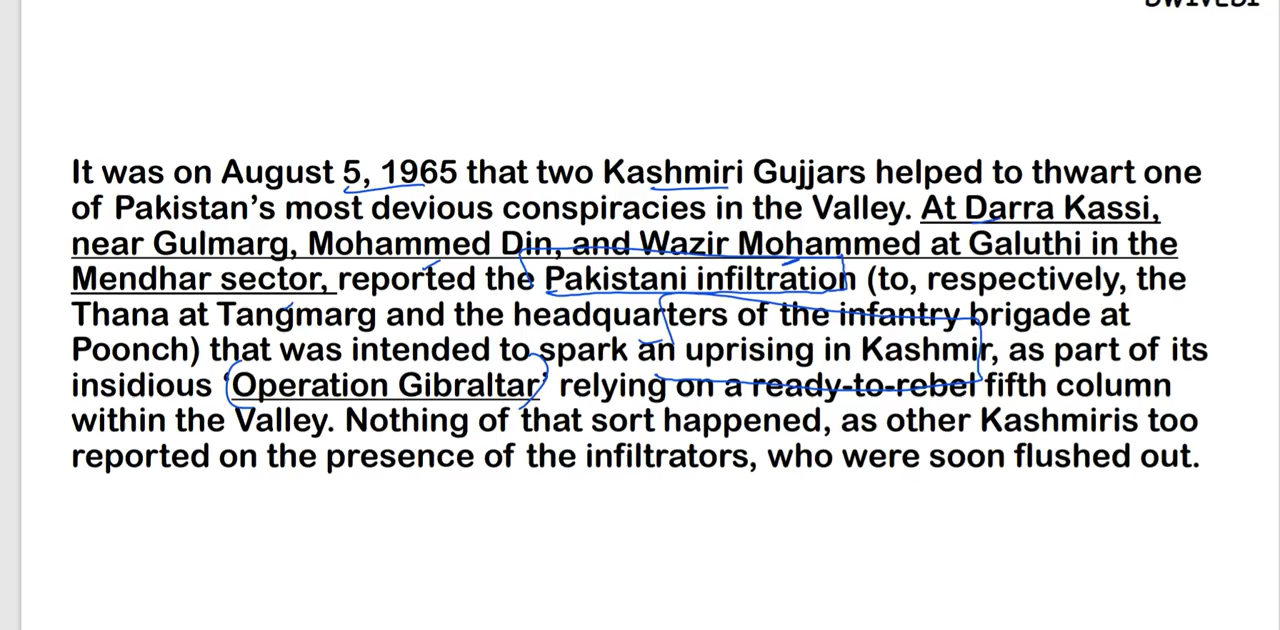 It was on August 5, 1965 that two Kashmiri Gujjars helped to thwart one
of Pakistan's most devious conspiracies in the Valley. At Darra Kassi,
near Gulmarg, Mohammed Din, and Wazir Mohammed at Galuthi in the
Mendhar sector, reported the Pakistani infiltration (to, respectively, the
Thana at Tangmarg and the headquarters of the infantry brigade at
Poonch) that was intended to spark an uprising in Kashmir, as part of its
insidious ‘Operation Gibraltar’ relying on a ready-to-rebel fifth column
within the Valley. Nothing of that sort happened, as other Kashmiris too
reported on the presence of the infiltrators, who were soon flushed out.